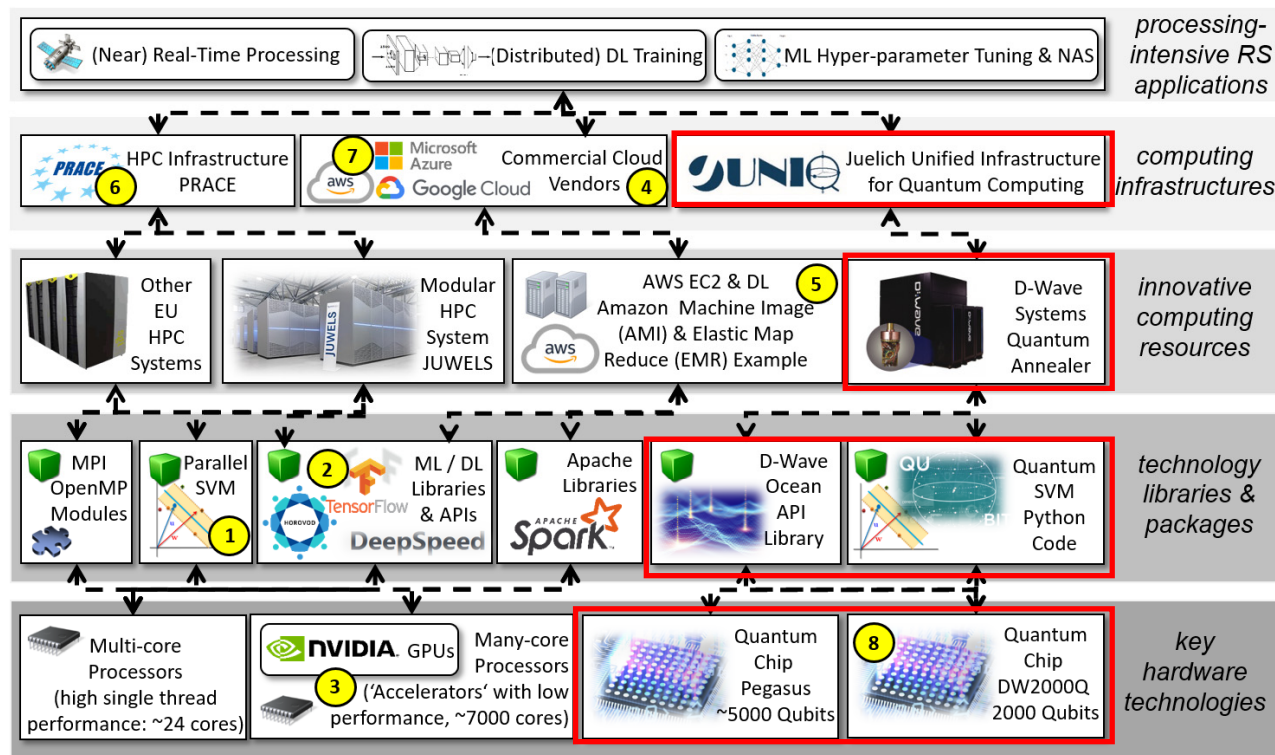 (Near) Real-Time Processing
(Distributed) DL Training
ML Hyper-parameter Tuning & NAS
processing-
intensive RS
applications
PRACE
6
HPC Infrastructure
PRACE
7
aws
Microsoft
Azure
Google Cloud
Commercial Cloud
Vendors
4
JUNIQ
Juelich Unified Infrastructure
for Quantum Computing
computing
infrastructures
Other
EU
HPC
Systems
JUWELS
Modular
HPC
System
JUWELS
aws
AWS EC2 & DL
Amazon Machine Image
(AMI) & Elastic Map
Reduce (EMR) Example
5
D:Wave
D-Wave
Systems
Quantum
Annealer
innovative
computing
resources
MPI
OpenMP
Modules
Parallel
SVM
1
2
HOROVOD
TensorFlow
DeepSpeed
ML / DL
Libraries
& APIs
Apache
Libraries
APACHE
Spark
D-Wave
Ocean
API
Library
QU
BIT
Quantum
SVM
Python
Code
technology
libraries &
packages
Multi-core
Processors
(high single thread
performance: ~24 cores)
NVIDIA. GPUs
3
Many-core
Processors
('Accelerators' with low
performance, ~7000 cores)
Quantum
Chip
Pegasus
~5000 Qubits
8
Quantum
Chip
DW2000Q
2000 Qubits
key
hardware
technologies